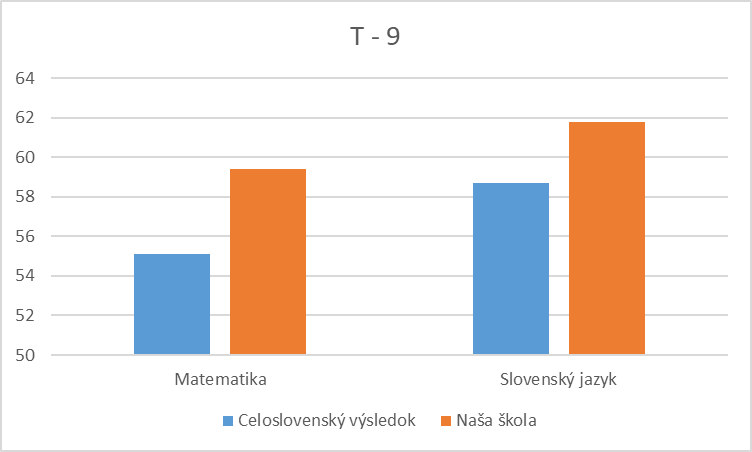 T - 9
64
62
60
58
56
54
52
50
Matematika Slovenský jazyk
Celoslovenský výsledok Naša škola